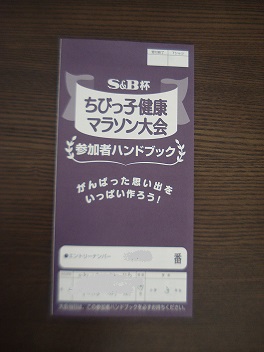 S&B杯
ちびっ子健康
マラソン大会
参加者ハンドブック
がんばった思い出を
いっぱい作ろう!
●エントリーナンバー
番